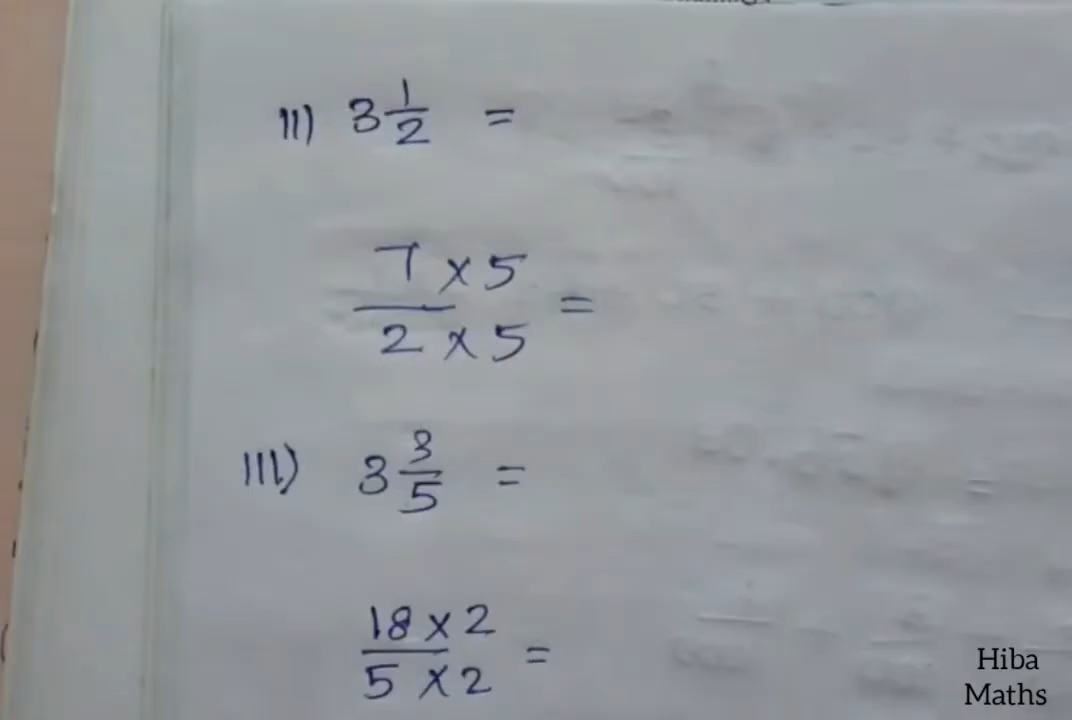 II) 3 1/2 =
7 × 5
2 × 5 =
III) 3 3/5 =
18 × 2
5 × 2 =
Hiba
Maths